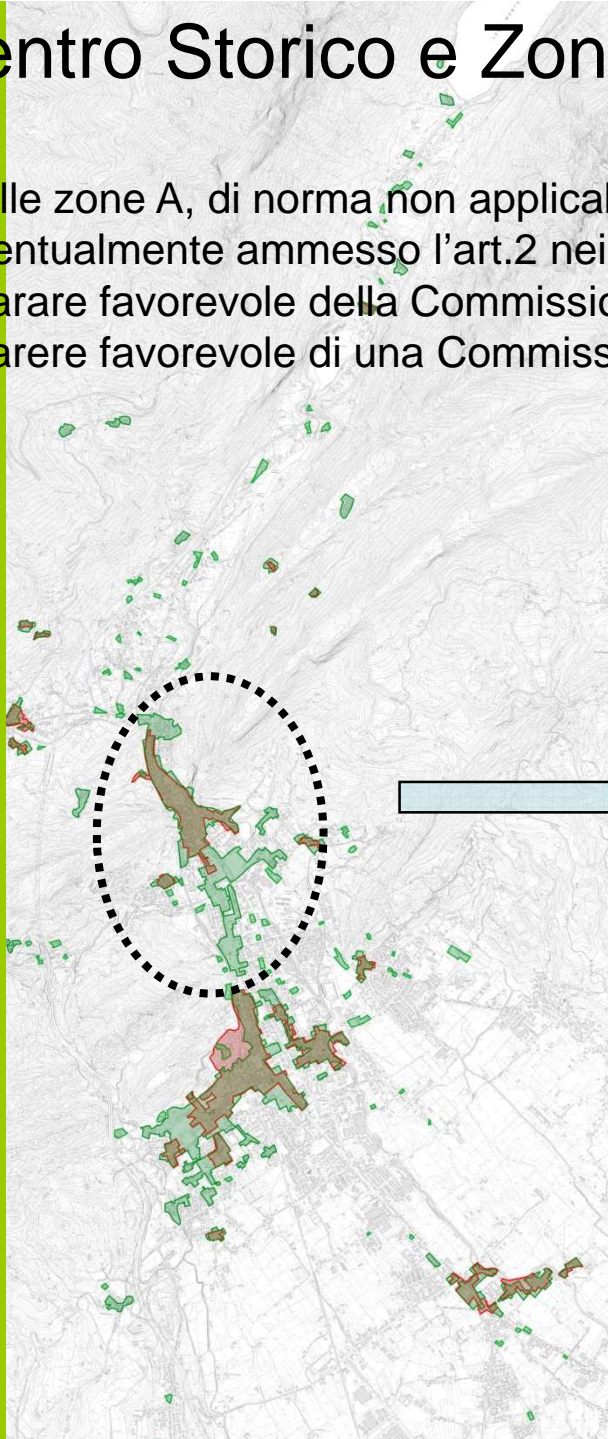 entro Storico e Zon
lle zone A, di norma non applical
entualmente ammesso l'art.2 nei
arare favorevole della Commissio
arere favorevole di una Commiss